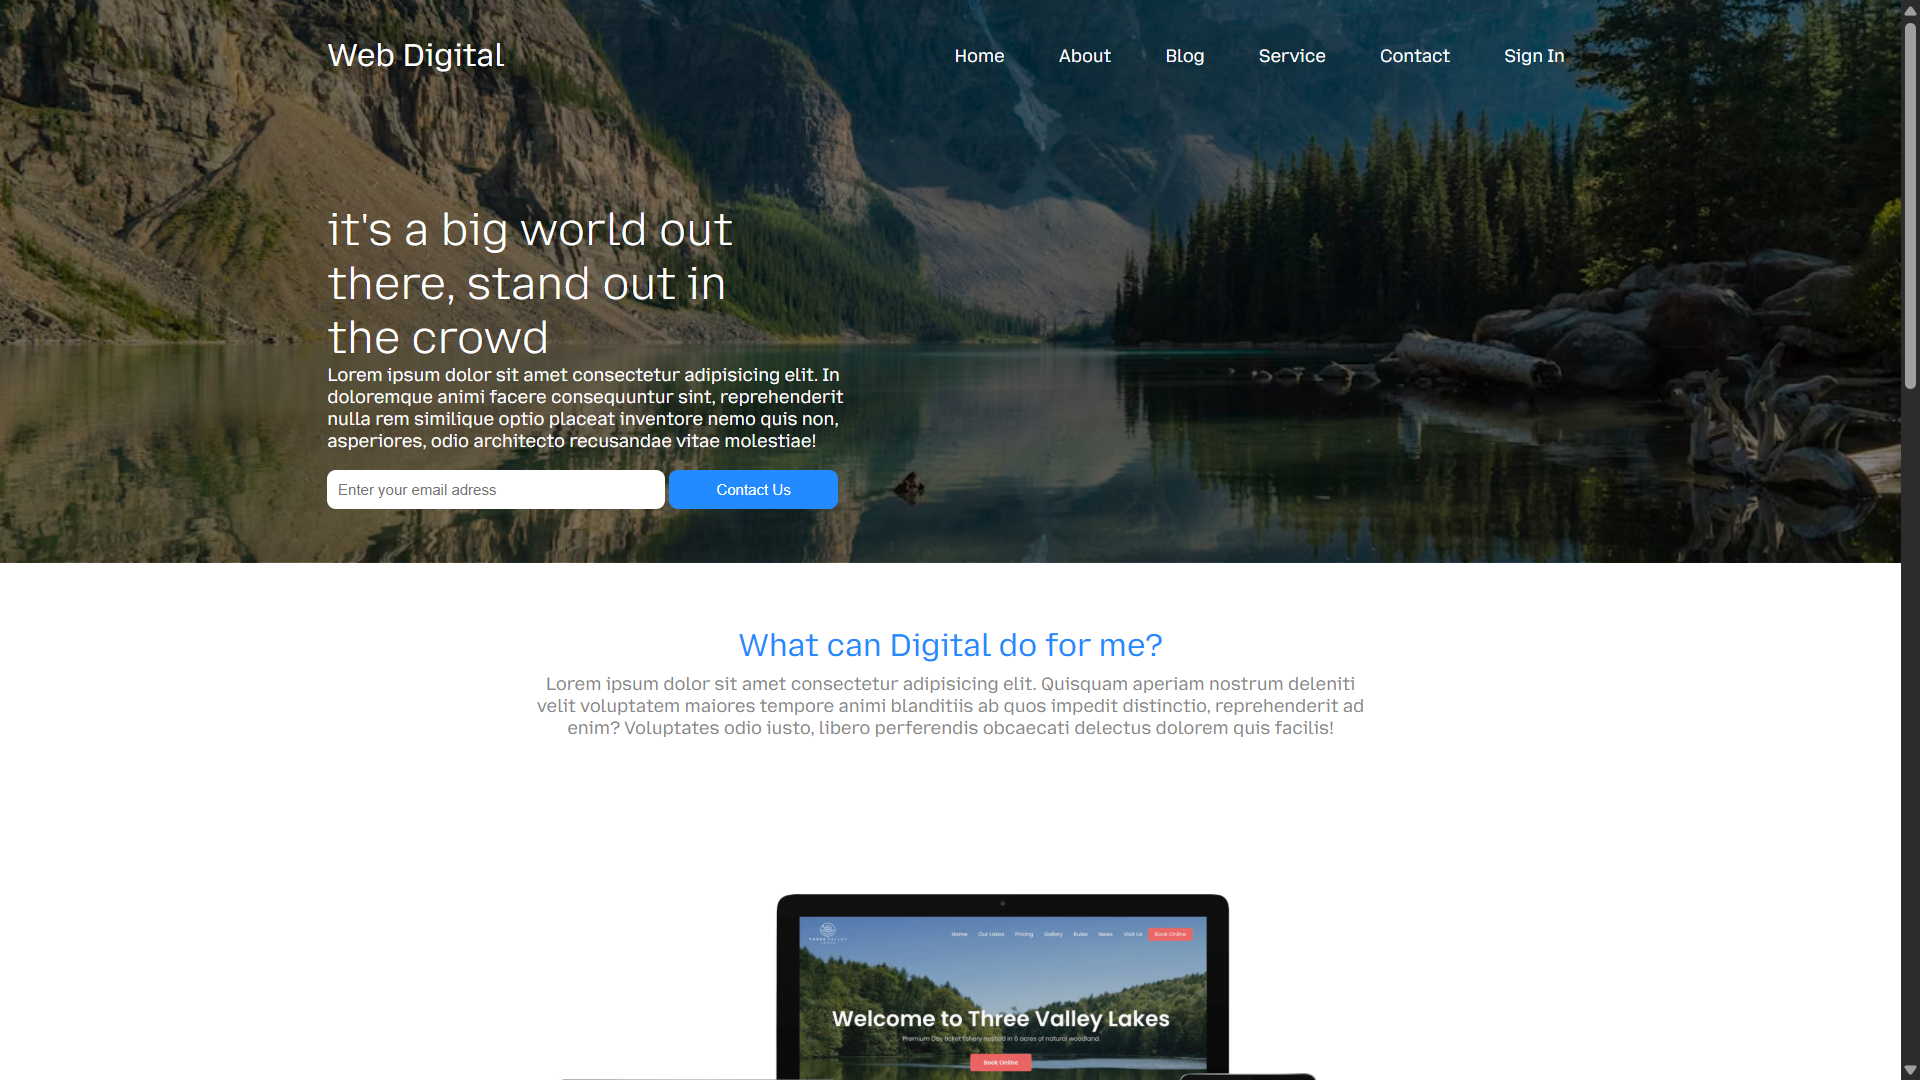 Web Digital
Home About Blog Service Contact Sign In
it's a big world out
there, stand out in
the crowd
Lorem ipsum dolor sit amet consectetur adipisicing elit. In
doloremque animi facere consequuntur sint, reprehenderit
nulla rem similique optio placeat inventore nemo quis non,
asperiores, odio architecto recusandae vitae molestiae!
Enter your email adress Contact Us
What can Digital do for me?
Lorem ipsum dolor sit amet consectetur adipisicing elit. Quisquam aperiam nostrum deleniti
velit voluptatem maiores tempore animi blanditiis ab quos impedit distinctio, reprehenderit ad
enim? Voluptates odio iusto, libero perferendis obcaecati delectus dolorem quis facilis!
Home Our Lakes Pricing Gallery Rules News Visit Us Book Online
Welcome to Three Valley Lakes
Premium Day ticket fishery nestled in 6 acres of natural woodland
Book Online